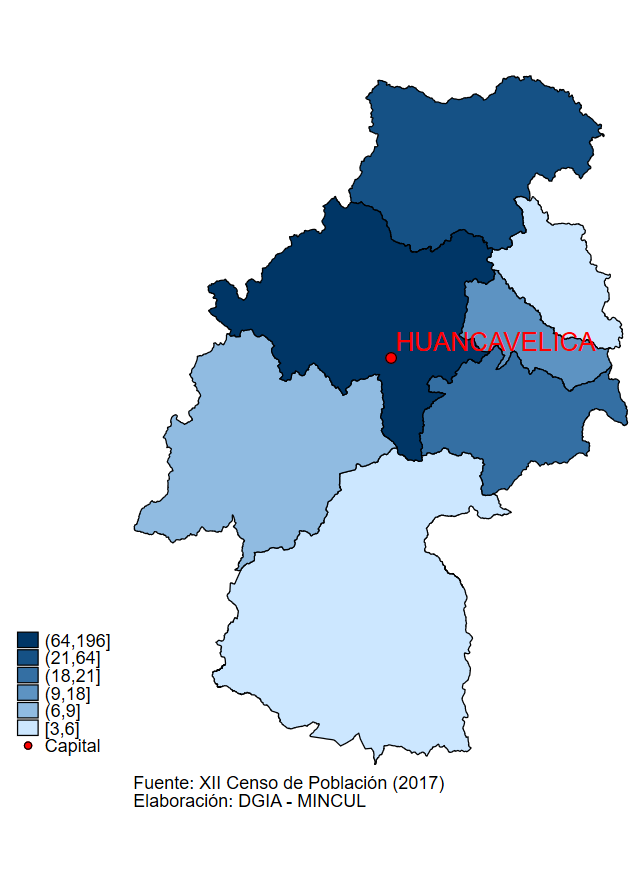 HUANCAVELICA
(64,196]
(21,64]
(18,21]
(9,18]
(6,9]
[3,6]
Capital
Fuente: XII Censo de Población (2017)
Elaboración: DGIA - MINCUL